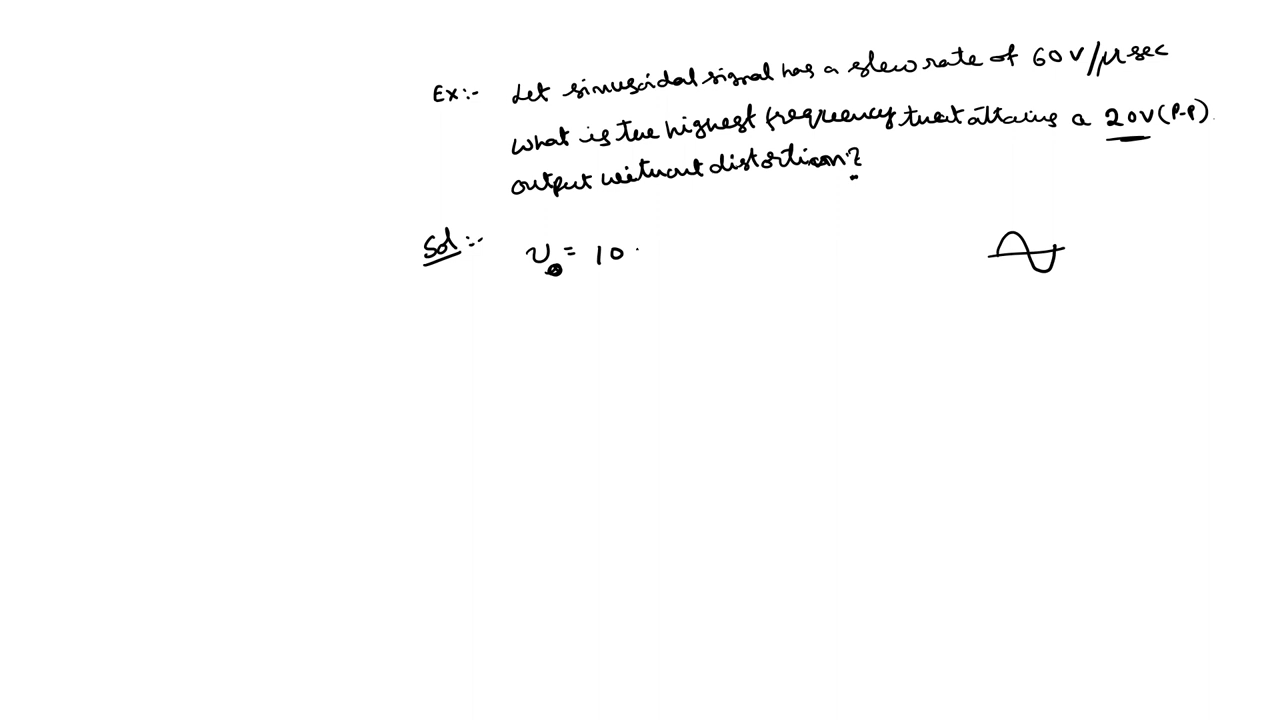 Ex:- Let sinusoidal signal has a slew rate of 60V/μsec
What is the highest frequency that attains a 20V(P-P).
output without distortion?
Sol:- v = 10